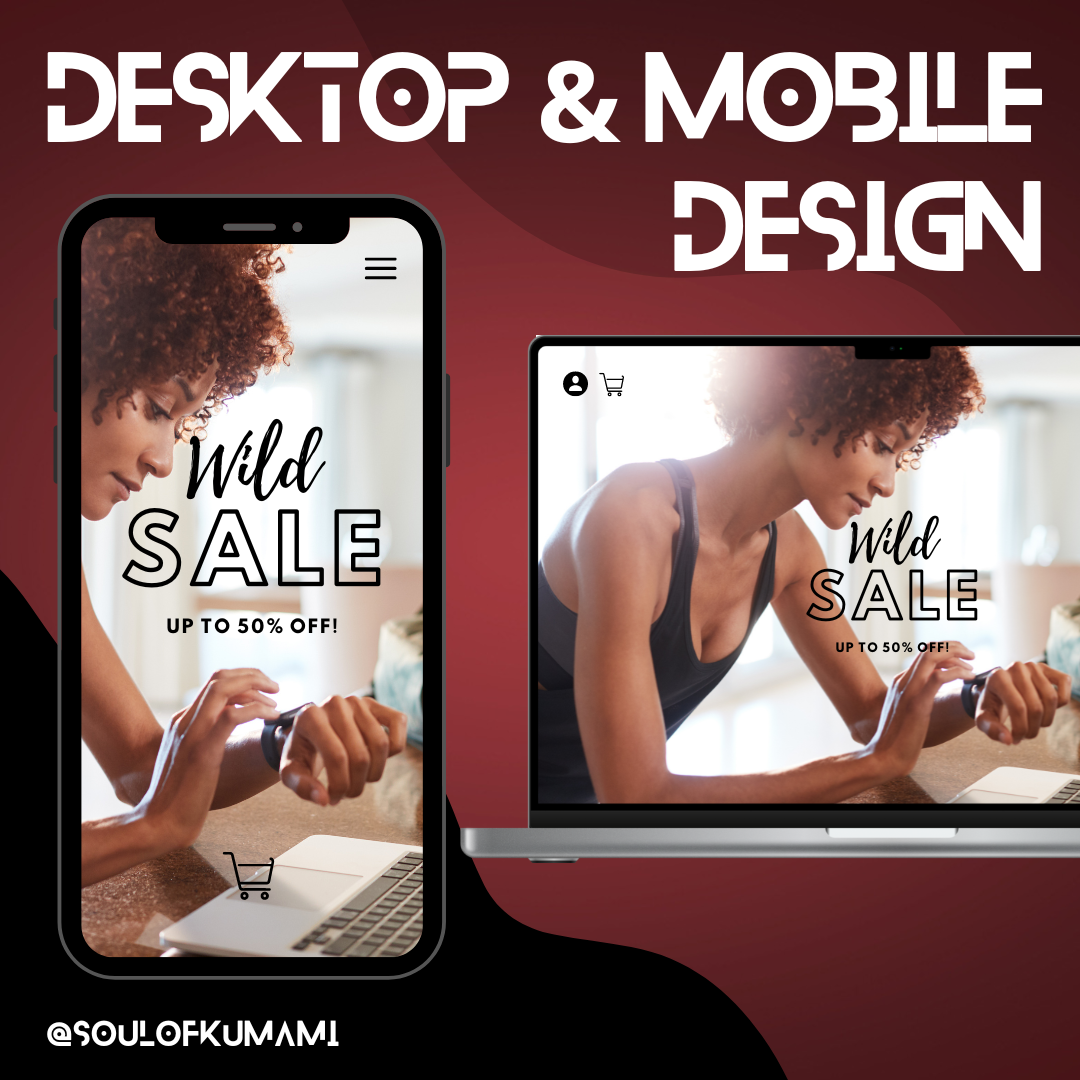 DESKTOP & MOBILE
DESIGN
Wild
SALE
UP TO 50% OFF!
Wild
SALE
UP TO 50% OFF!
@SOULOFKUMAMI